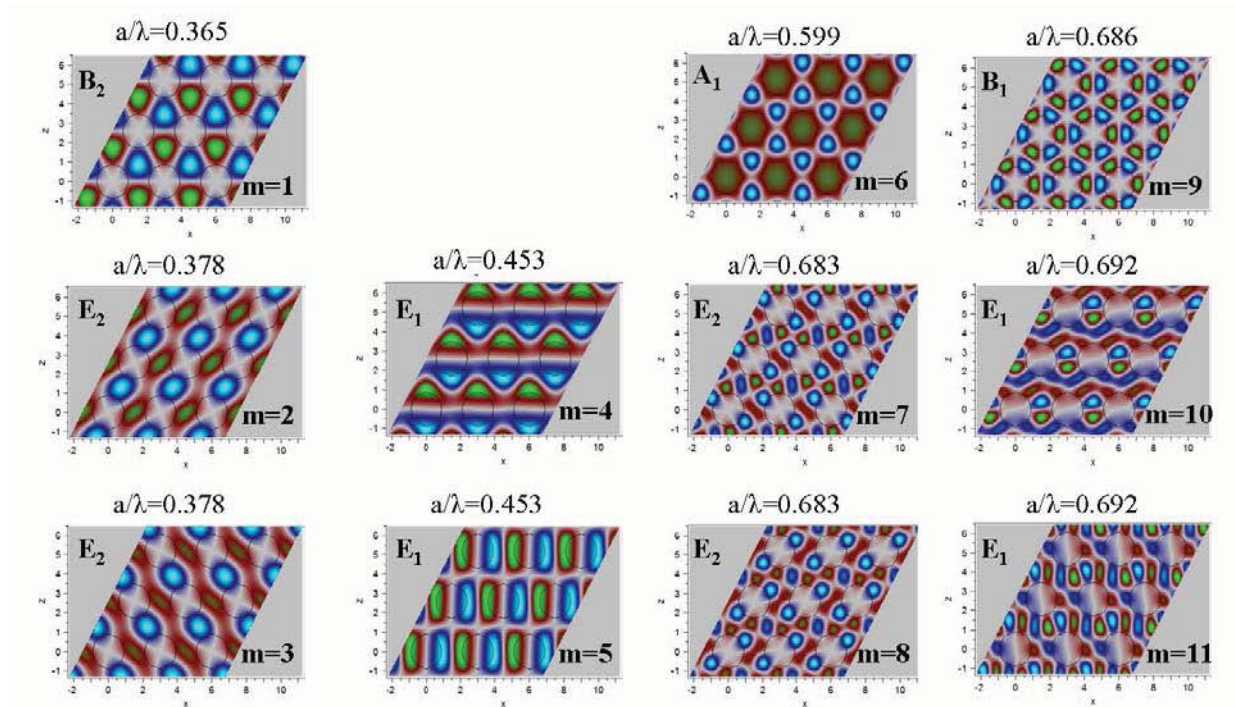 a/λ=0.365
B2
m=1
a/λ=0.599
A1
m=6
a/λ=0.686
B1
m=9
a/λ=0.378
E2
m=2
a/λ=0.453
E1
m=4
a/λ=0.683
E2
m=7
a/λ=0.692
E1
m=10
a/λ=0.378
E2
m=3
a/λ=0.453
E1
m=5
a/λ=0.683
E2
m=8
a/λ=0.692
E1
m=11